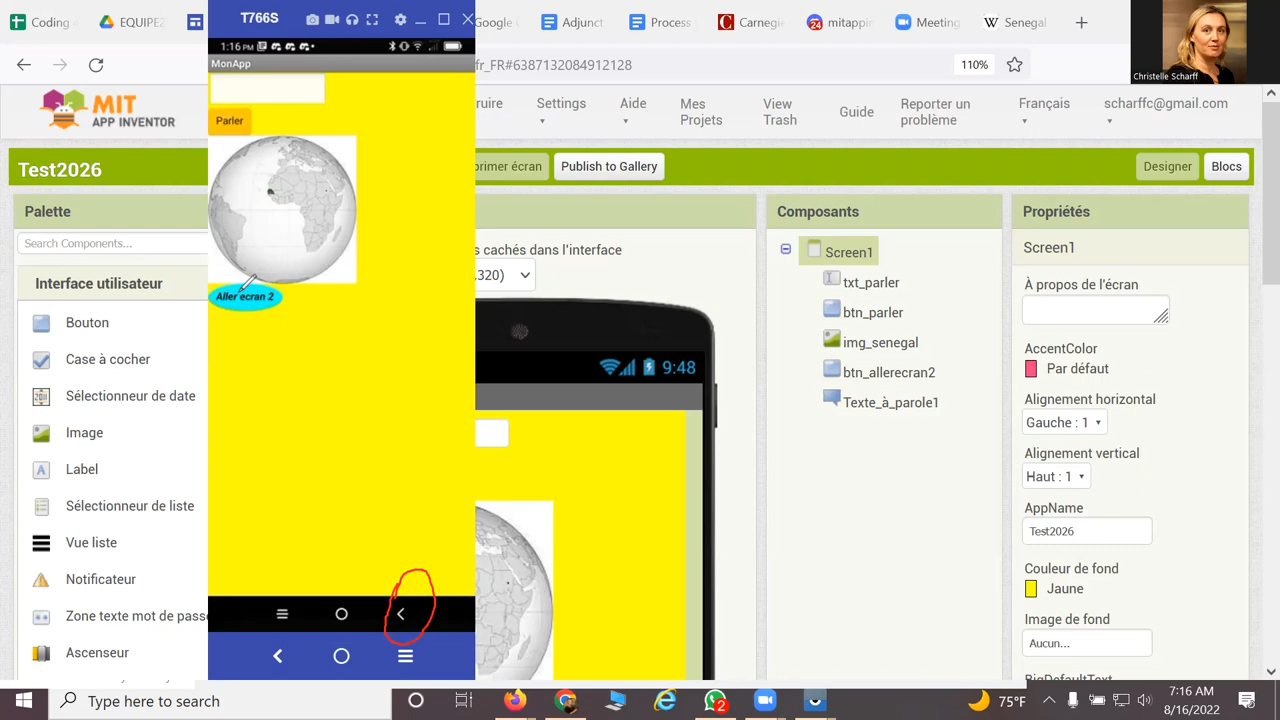 Coding
EQUIPE2
T766S
Google
Adjunct
Process
Carnegie
24
mitappin
Meeting
Senegal
1:16 PM
MonApp
fr_FR#6387132084912128
110%
Christelle Scharff
MIT
APP INVENTOR
Settings
Aide
Mes
Projets
View
Trash
Guide
Reporter un
problème
Français
scharffc@gmail.com
Parler
Test2026
primer écran
Publish to Gallery
Designer
Blocs
Palette
Search Components...
Interface utilisateur
Bouton
Case à cocher
Sélectionneur de date
Image
Label
Sélectionneur de liste
Vue liste
Notificateur
Zone texte mot de passe
Ascenseur
Aller ecran 2
s cachés dans l'interface
.320)
9:48
Composants
Screen1
txt_parler
btn_parler
img_senegal
btn_allerecran2
Texte_à_parole1
Propriétés
Screen1
À propos de l'écran
AccentColor
Par défaut
Alignement horizontal
Gauche : 1
Alignement vertical
Haut : 1
AppName
Test2026
Couleur de fond
Jaune
Image de fond
Aucun...
BigDefaultText
Type here to search
2
75°F
7:16 AM
8/16/2022